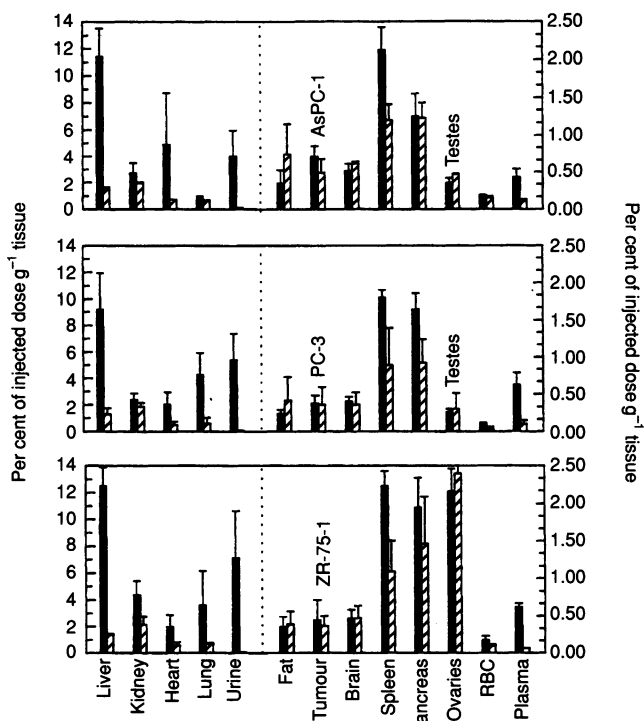 Per cent of injected dose g⁻¹ tissue
14
12
10
8
6
4
2
0
AsPC-1
Testes
2.50
2.00
1.50
1.00
0.50
0.00
14
12
10
8
6
4
2
0
PC-3
Testes
2.50
2.00
1.50
1.00
0.50
0.00
14
12
10
8
6
4
2
0
ZR-75-1
2.50
2.00
1.50
1.00
0.50
0.00
Per cent of injected dose g⁻¹ tissue
Liver
Kidney
Heart
Lung
Urine
Fat
Tumour
Brain
Spleen
ancreas
Ovaries
RBC
Plasma